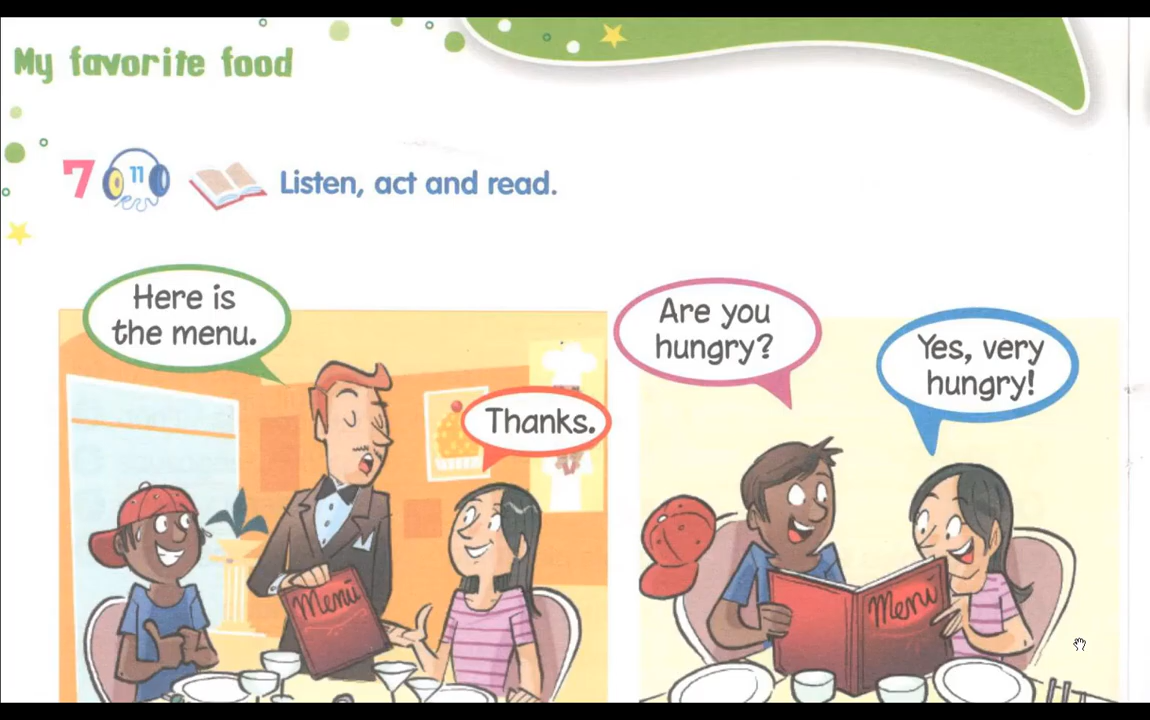 My favorite food
7 11 Listen, act and read.
Here is
the menu.
Thanks.
Menu
Are you
hungry?
Yes, very
hungry!
Menu